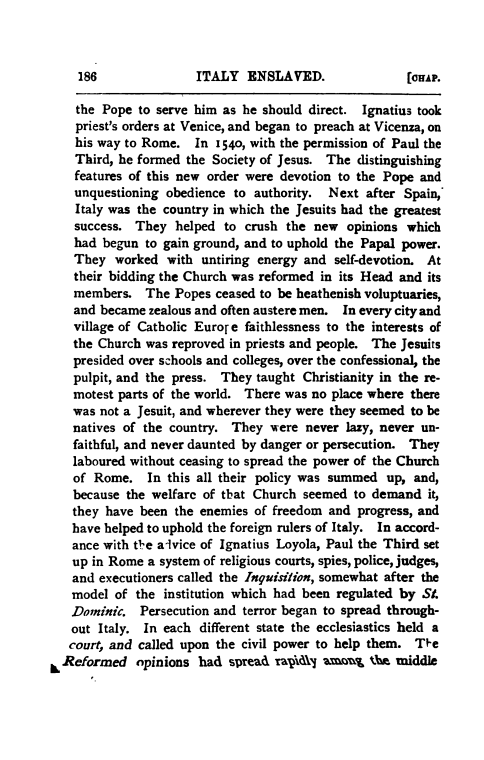 186 ITALY ENSLAVED. [CHAP.
the Pope to serve him as he should direct. Ignatius took
priest's orders at Venice, and began to preach at Vicenza, on
his way to Rome. In 1540, with the permission of Paul the
Third, he formed the Society of Jesus. The distinguishing
features of this new order were devotion to the Pope and
unquestioning obedience to authority. Next after Spain,
Italy was the country in which the Jesuits had the greatest
success. They helped to crush the new opinions which
had begun to gain ground, and to uphold the Papal power.
They worked with untiring energy and self-devotion. At
their bidding the Church was reformed in its Head and its
members. The Popes ceased to be heathenish voluptuaries,
and became zealous and often austere men. In every city and
village of Catholic Europe faithlessness to the interests of
the Church was reproved in priests and people. The Jesuits
presided over schools and colleges, over the confessional, the
pulpit, and the press. They taught Christianity in the re-
motest parts of the world. There was no place where there
was not a Jesuit, and wherever they were they seemed to be
natives of the country. They were never lazy, never un-
faithful, and never daunted by danger or persecution. They
laboured without ceasing to spread the power of the Church
of Rome. In this all their policy was summed up, and,
because the welfare of that Church seemed to demand it,
they have been the enemies of freedom and progress, and
have helped to uphold the foreign rulers of Italy. In accord-
ance with the advice of Ignatius Loyola, Paul the Third set
up in Rome a system of religious courts, spies, police, judges,
and executioners called the Inquisition, somewhat after the
model of the institution which had been regulated by St.
Dominic. Persecution and terror began to spread through-
out Italy. In each different state the ecclesiastics held a
court, and called upon the civil power to help them. The
Reformed opinions had spread rapidly among the middle